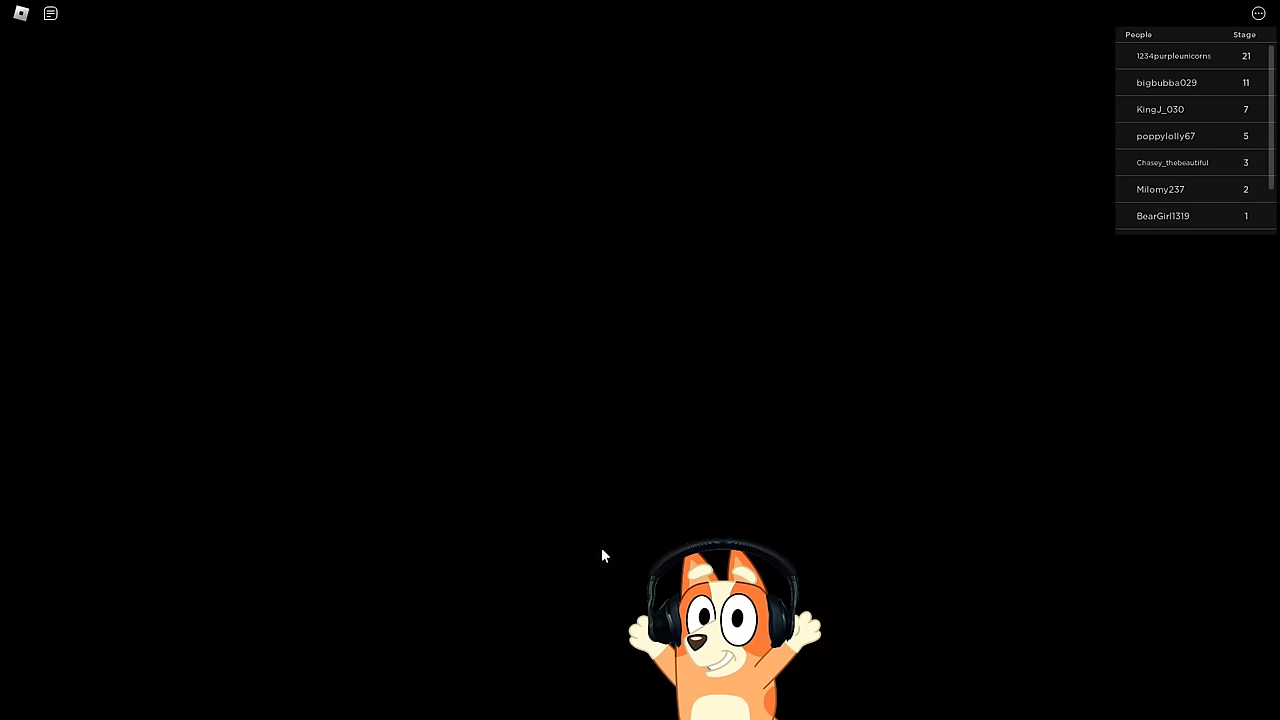 People Stage
1234purpleunicorns 21
bigbubba029 11
KingJ_030 7
poppylolly67 5
Chasey_thebeautiful 3
Milomy237 2
BearGirl1319 1